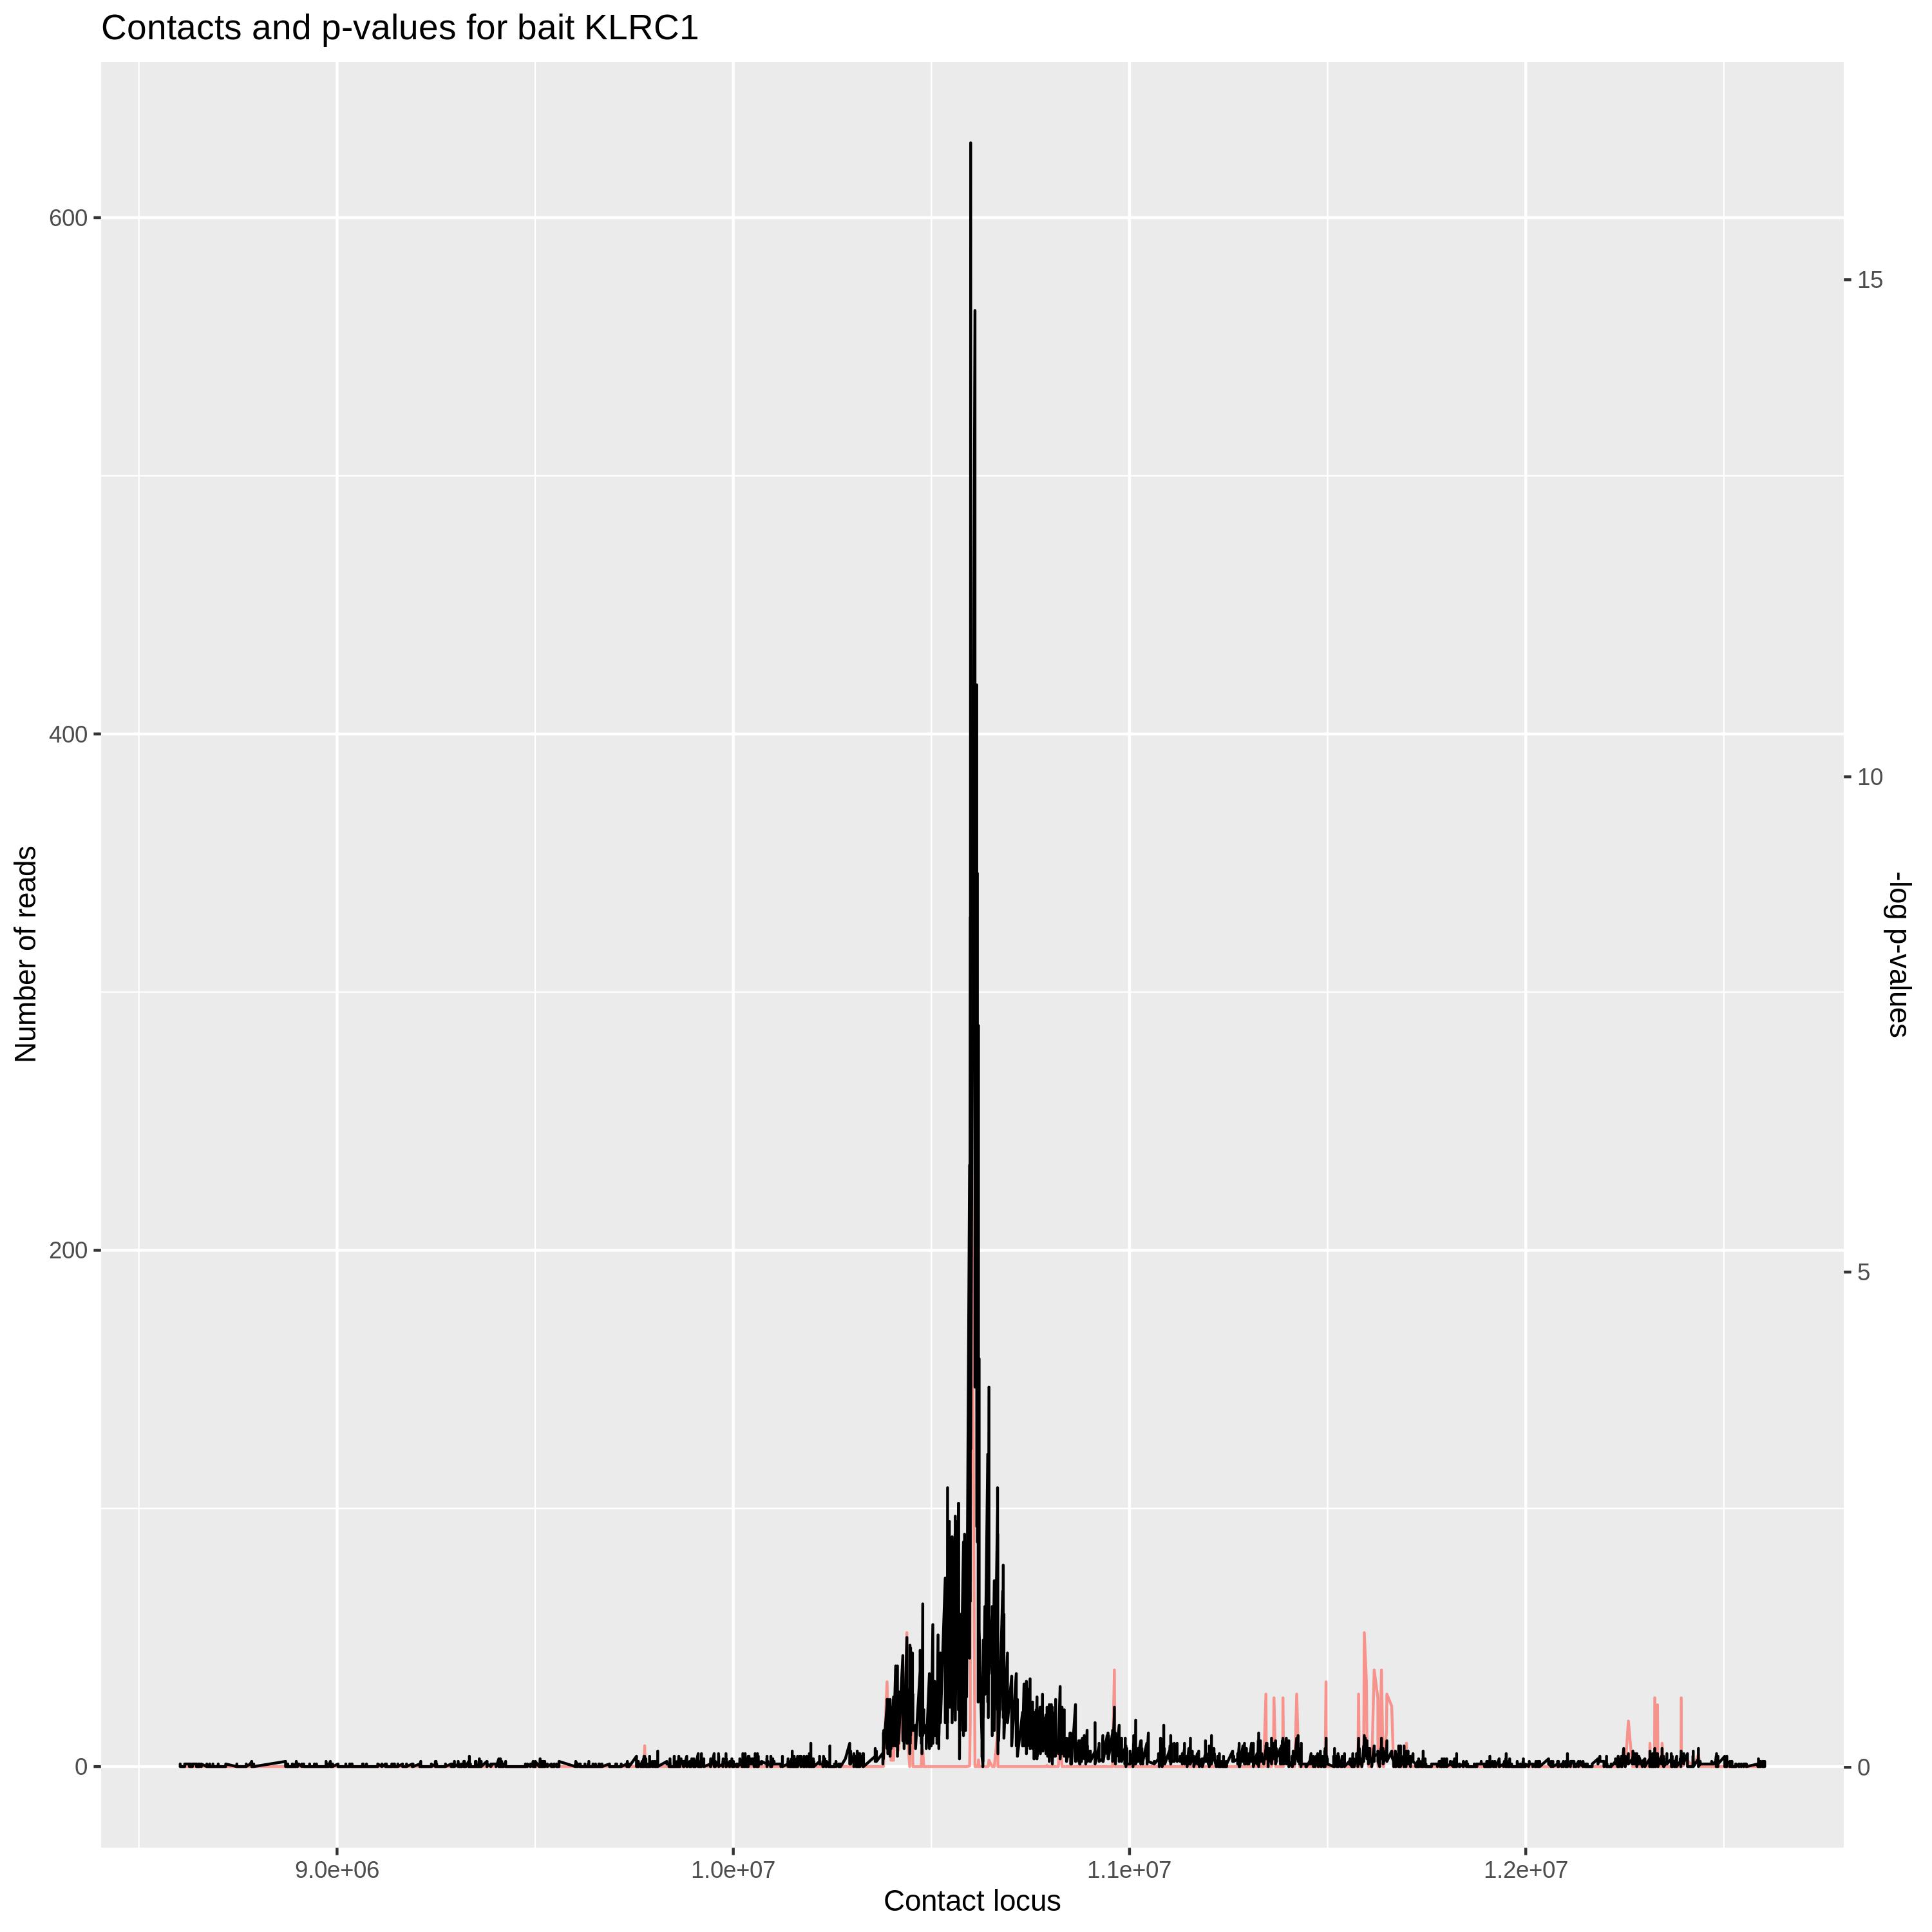 Contacts and p-values for bait KLRC1
600
400
200
0
Number of reads
15
10
5
0
-log p-values
9.0e+06
1.0e+07
1.1e+07
1.2e+07
Contact locus